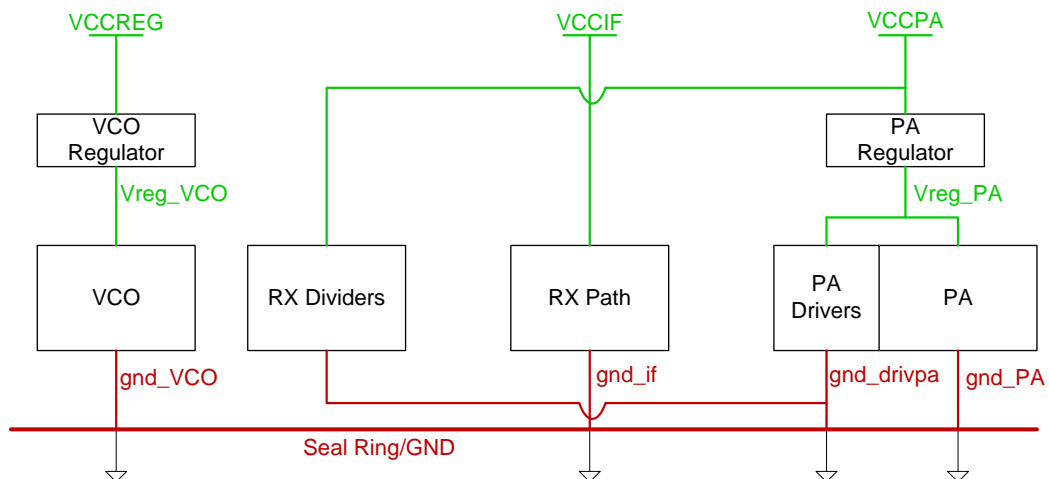 VCCREG
VCCIF
VCCPA
VCO
Regulator
PA
Regulator
Vreg_VCO
Vreg_PA
VCO
RX Dividers
RX Path
PA
Drivers
PA
gnd_VCO
gnd_if
gnd_drivpa
gnd_PA
Seal Ring/GND